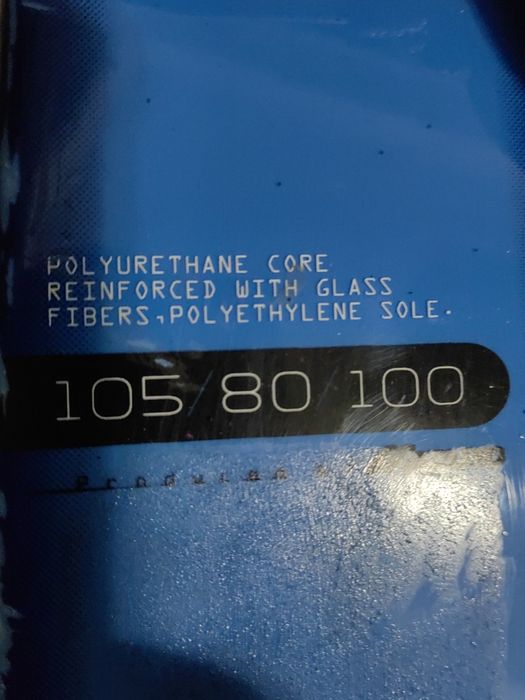 POLYURETHANE CORE
REINFORCED WITH GLASS
FIBERS,POLYETHYLENE SOLE.
105/80 100